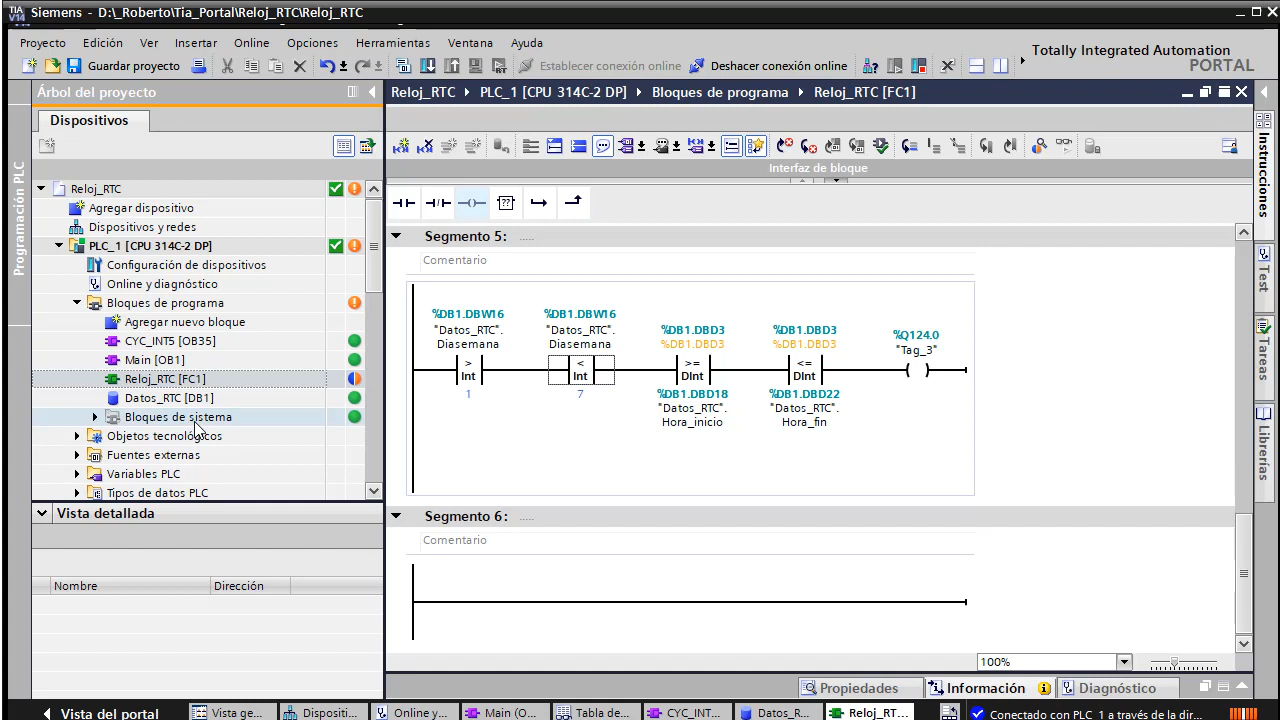 TIA V14
Siemens - D:\_Roberto\Tia_Portal\Reloj_RTC\Reloj_RTC
Proyecto Edición Ver Insertar Online Opciones Herramientas Ventana Ayuda
Guardar proyecto
Establecer conexión online
Deshacer conexión online
Totally Integrated Automation
PORTAL
Árbol del proyecto
Reloj_RTC
PLC_1 [CPU 314C-2 DP]
Bloques de programa
Reloj_RTC [FC1]
Dispositivos
Programación PLC
Interfaz de bloque
Reloj_RTC
Agregar dispositivo
Dispositivos y redes
PLC_1 [CPU 314C-2 DP]
Configuración de dispositivos
Online y diagnóstico
Bloques de programa
Agregar nuevo bloque
CYC_INT5 [OB35]
Main [OB1]
Reloj_RTC [FC1]
Datos_RTC [DB1]
Bloques de sistema
Objetos tecnológicos
Fuentes externas
Variables PLC
Tipos de datos PLC
Vista detallada
Nombre Dirección
??
Segmento 5: .....
Comentario
%DB1.DBW16
"Datos_RTC".
Diasemana
>
Int
1
%DB1.DBW16
"Datos_RTC".
Diasemana
<
Int
7
%DB1.DBD3
%DB1.DBD3
>=
DInt
%DB1.DBD18
"Datos_RTC".
Hora_inicio
%DB1.DBD3
%DB1.DBD3
<=
DInt
%DB1.DBD22
"Datos_RTC".
Hora_fin
%Q124.0
"Tag_3"
Segmento 6: .....
Comentario
100%
Instrucciones
Test
Tareas
Librerías
Propiedades
Información
Diagnóstico
Vista del portal
Vista ge...
Dispositi...
Online y...
Main (O...
Tabla de...
CYC_INT...
Datos_R...
Reloj_RT...
Conectado con PLC_1 a través de la dir...